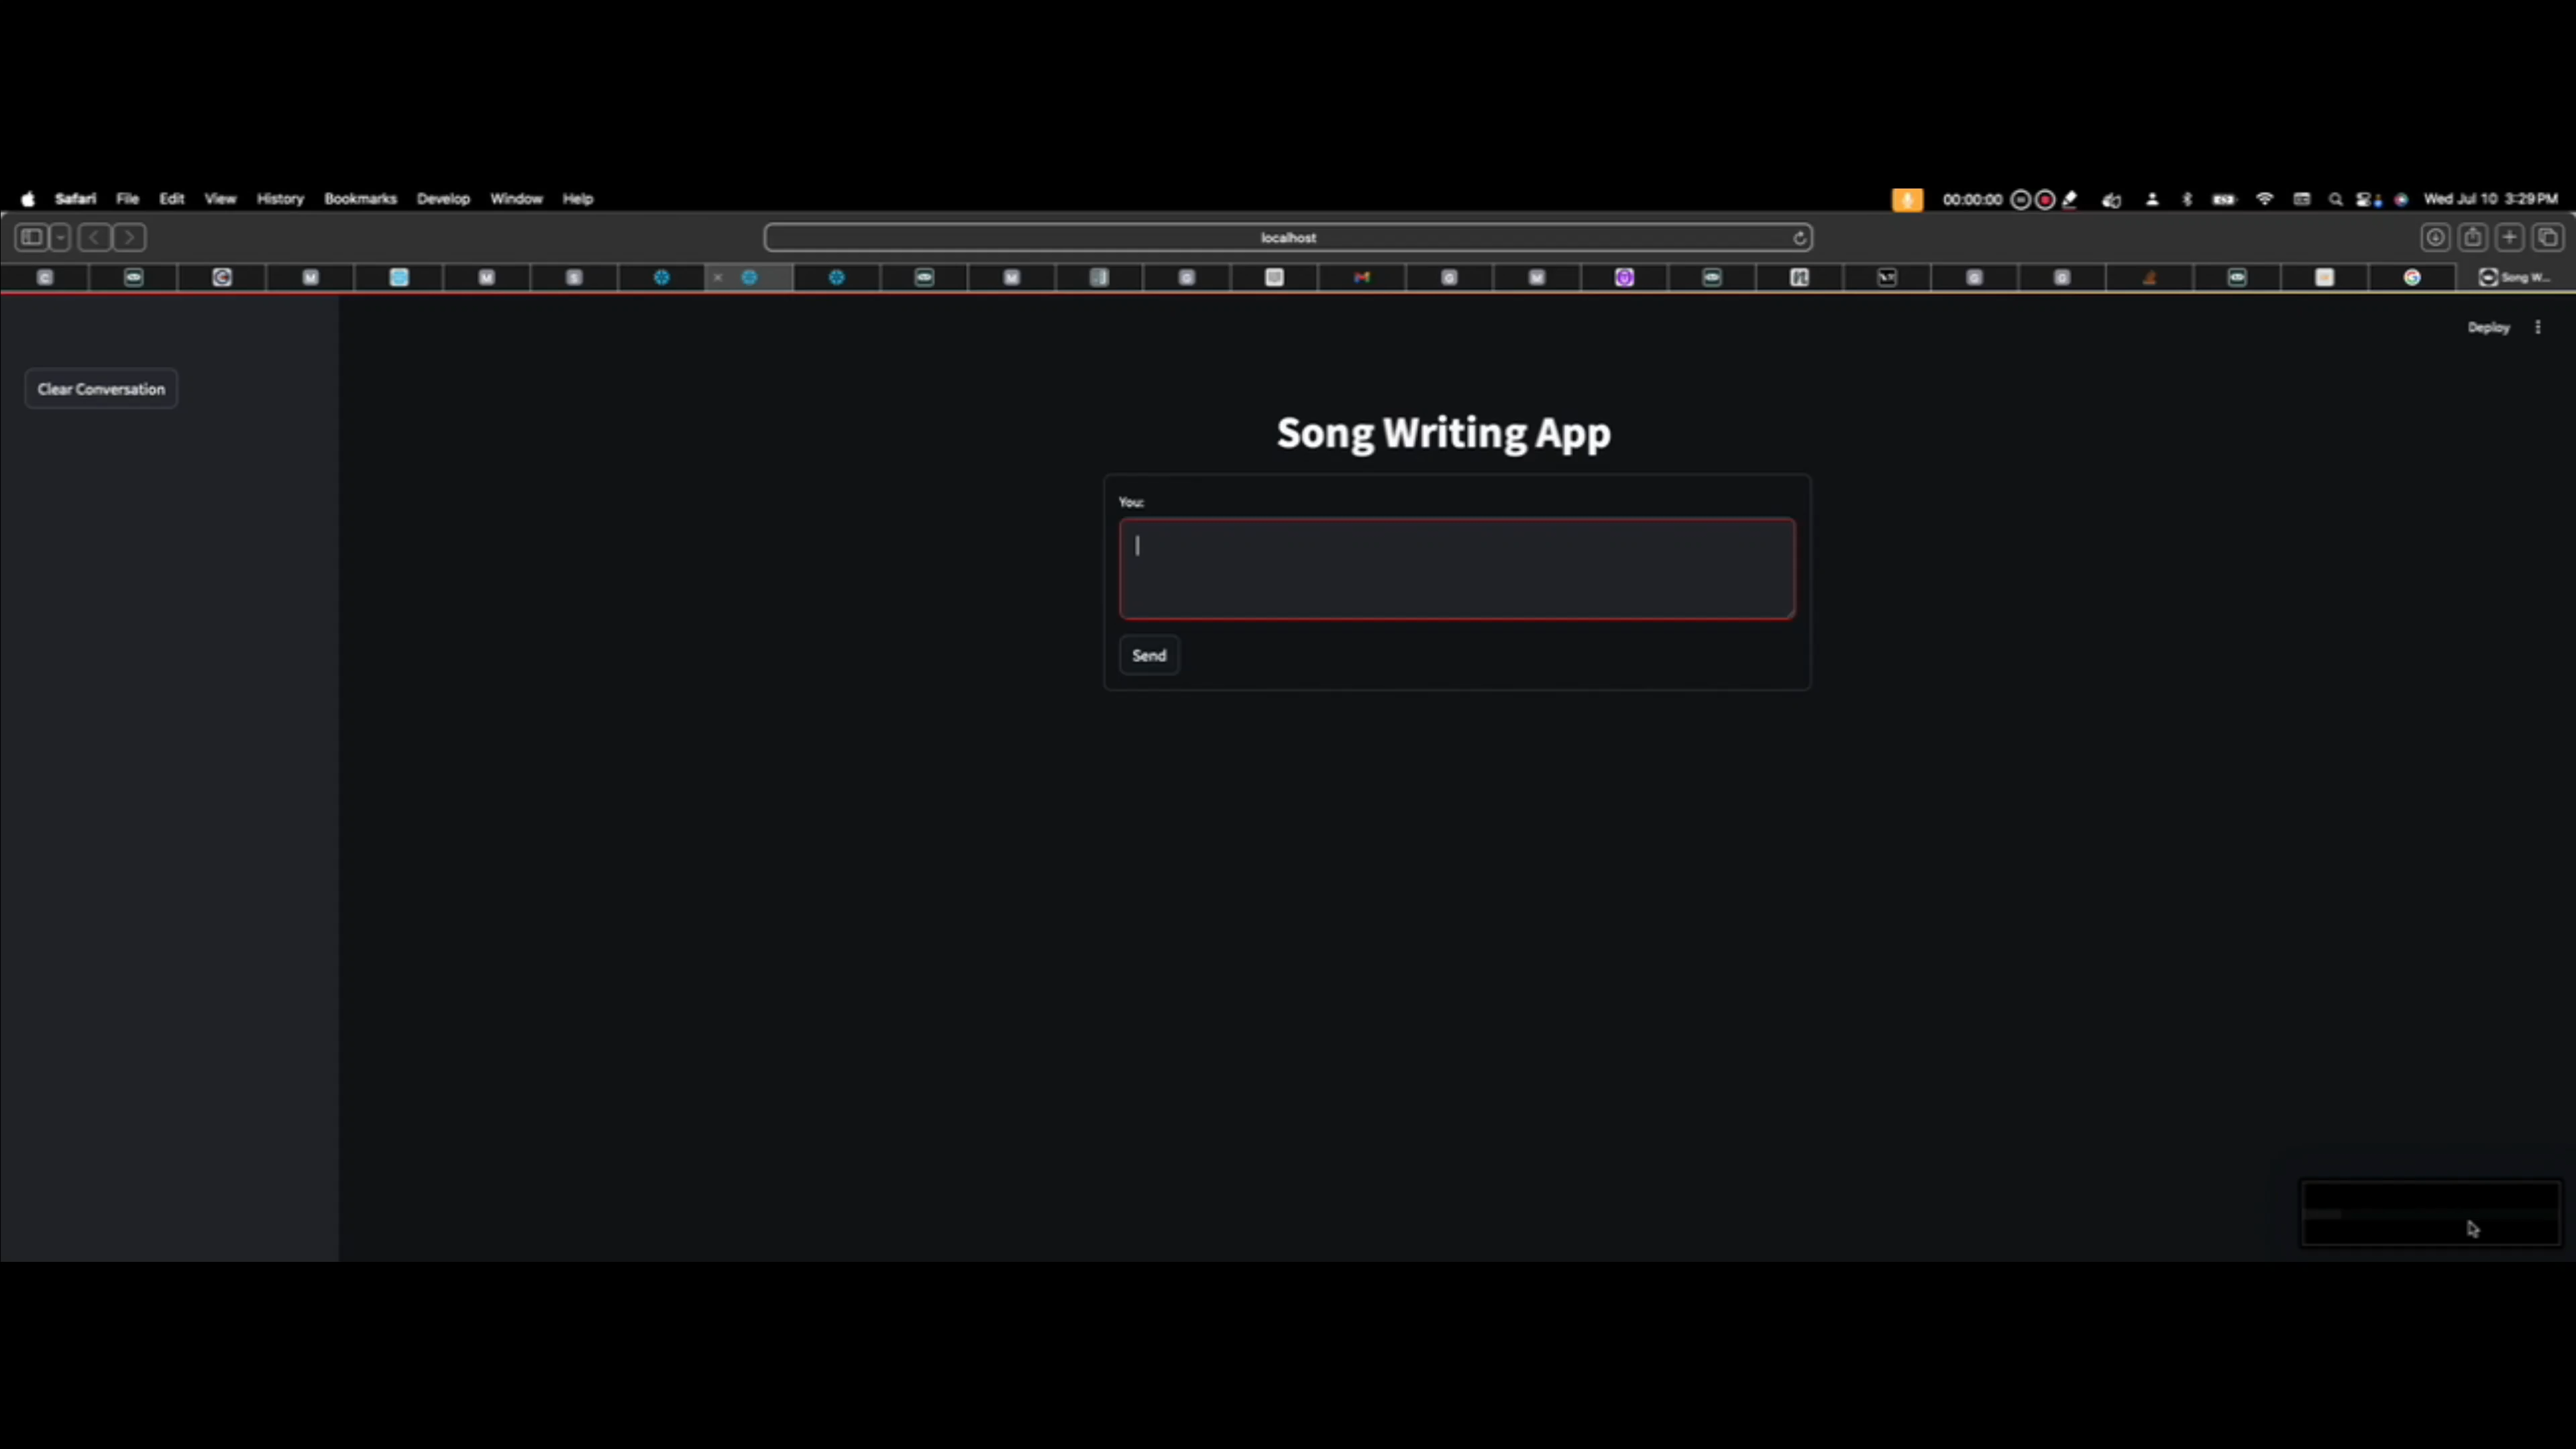 Safari File Edit View History Bookmarks Develop Window Help 00:00:00 Wed Jul 10 3:29 PM
localhost
Song W...
Deploy
Clear Conversation
Song Writing App
You:
Send